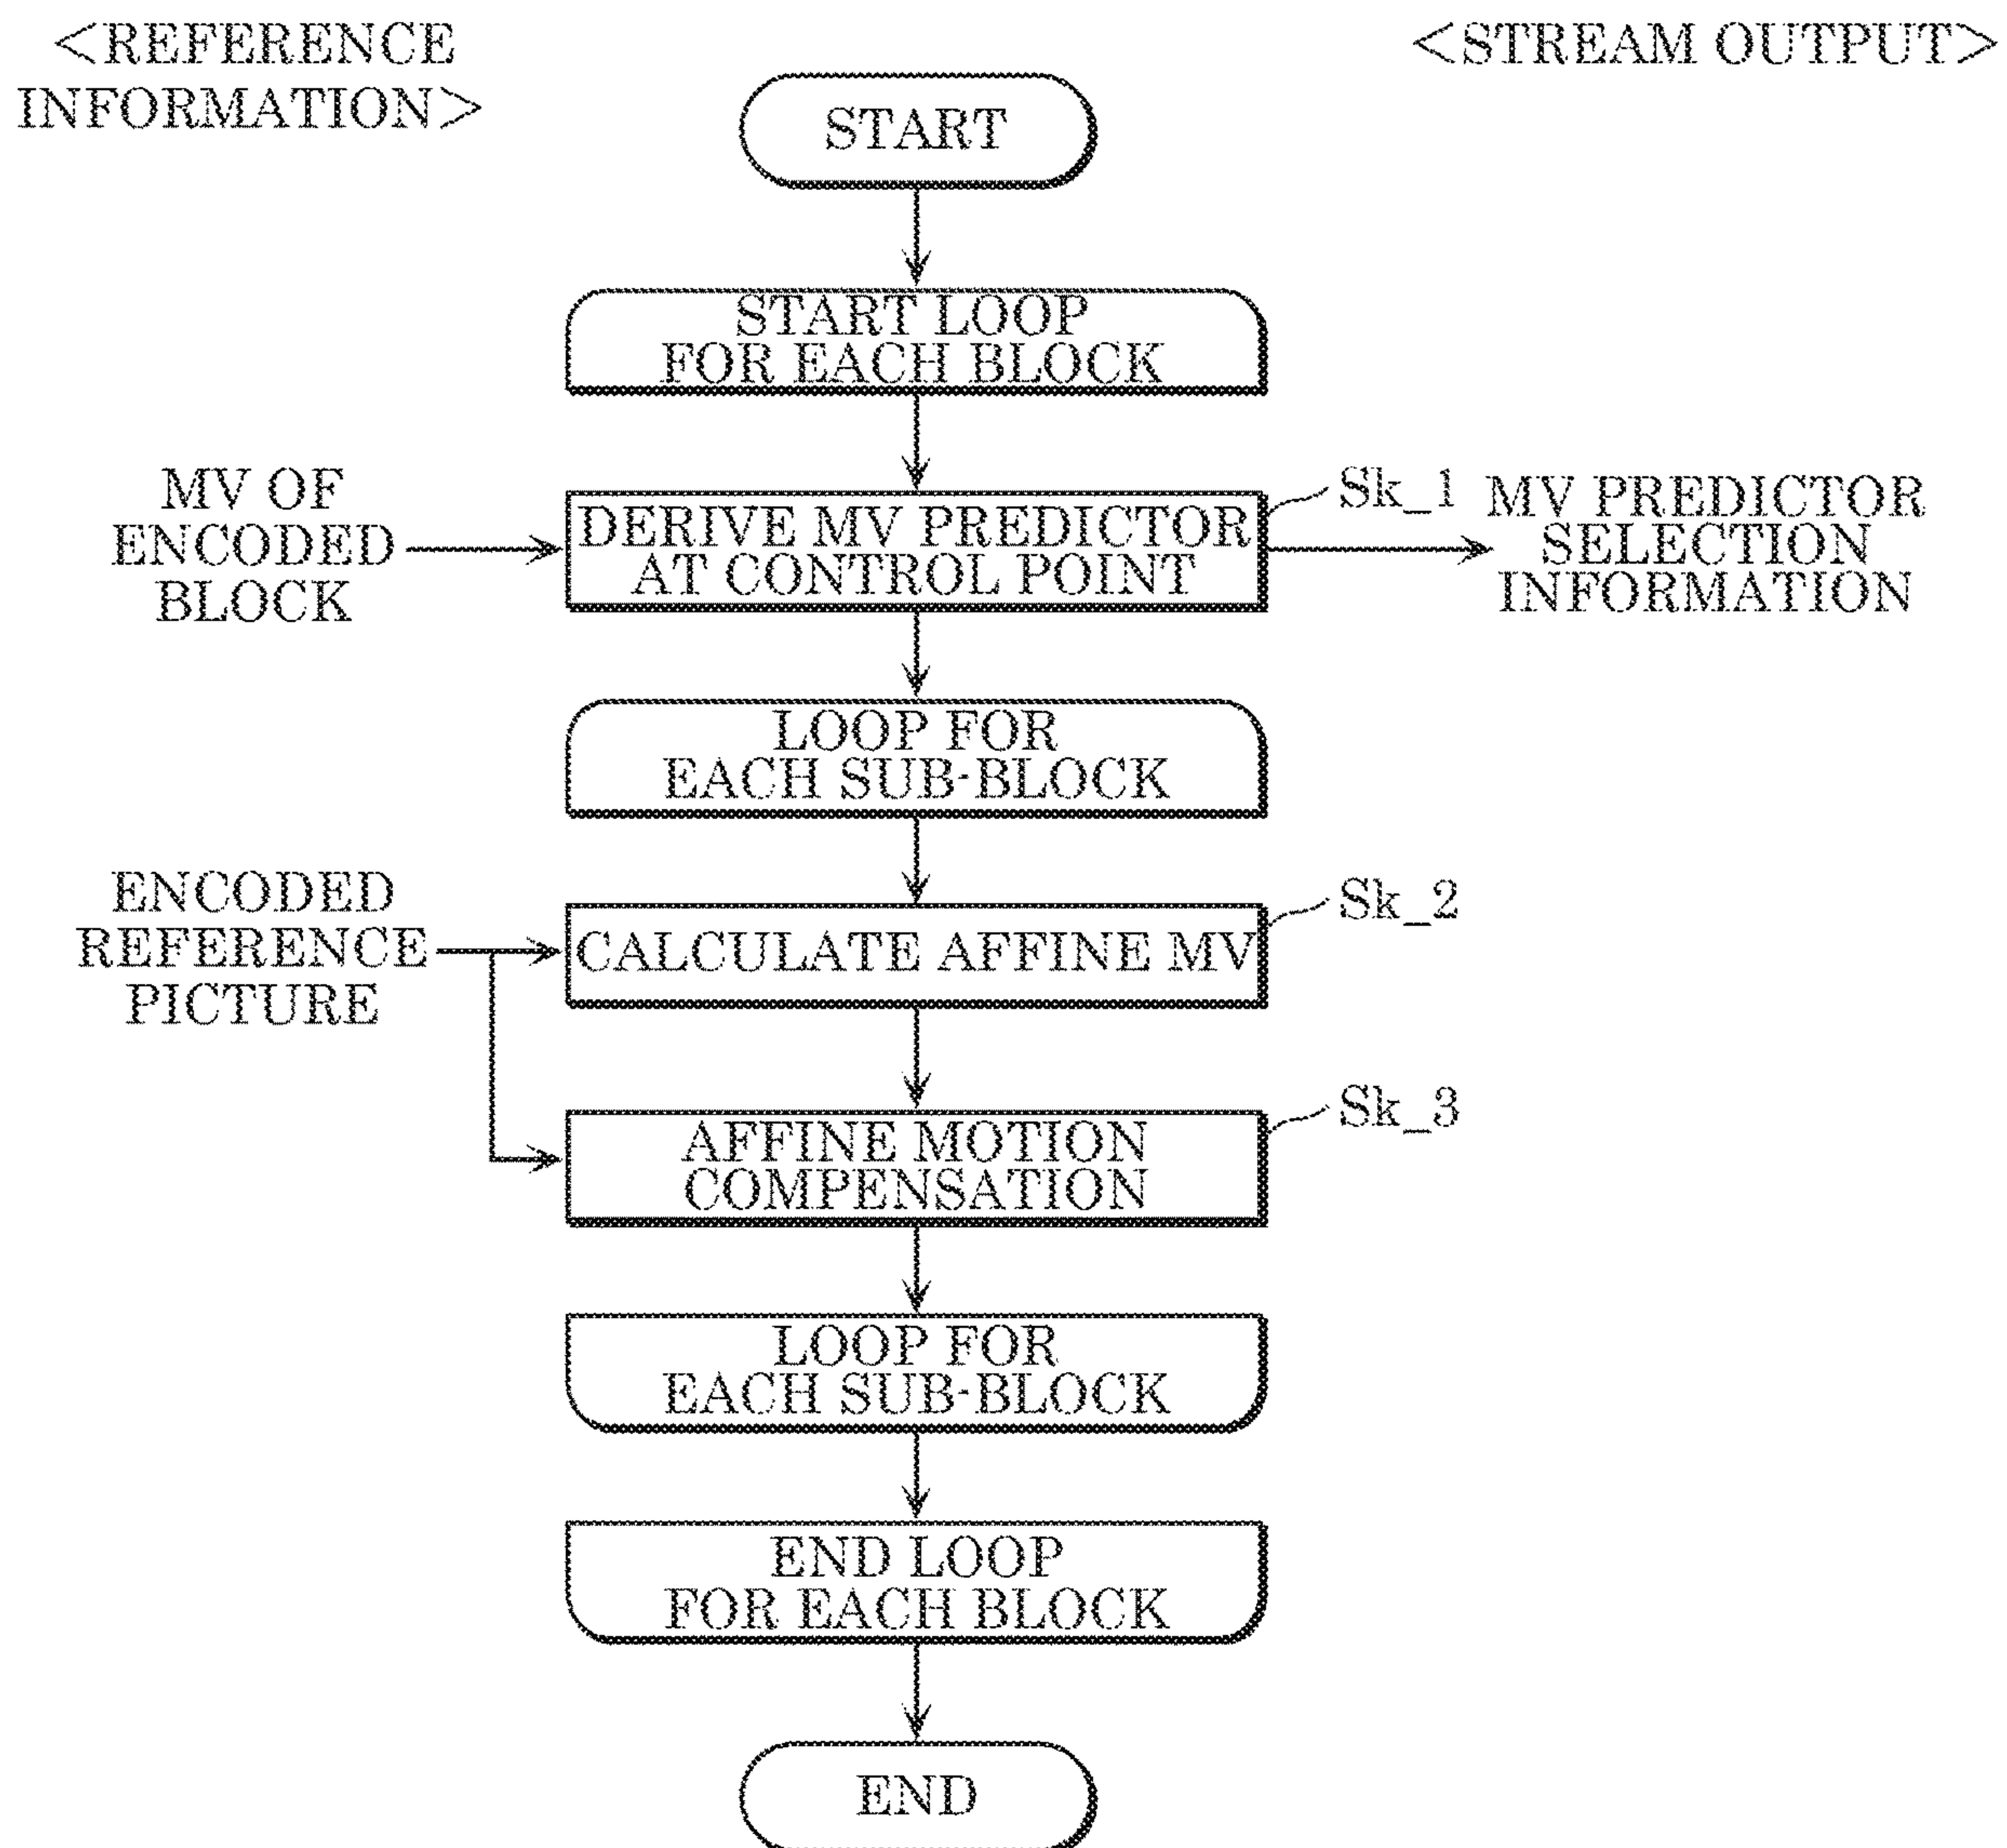 <REFERENCE
INFORMATION>
<STREAM OUTPUT>
START
START LOOP
FOR EACH BLOCK
MV OF
ENCODED
BLOCK
DERIVE MV PREDICTOR
AT CONTROL POINT
Sk_1
MV PREDICTOR
SELECTION
INFORMATION
LOOP FOR
EACH SUB-BLOCK
ENCODED
REFERENCE
PICTURE
CALCULATE AFFINE MV
Sk_2
AFFINE MOTION
COMPENSATION
Sk_3
LOOP FOR
EACH SUB-BLOCK
END LOOP
FOR EACH BLOCK
END